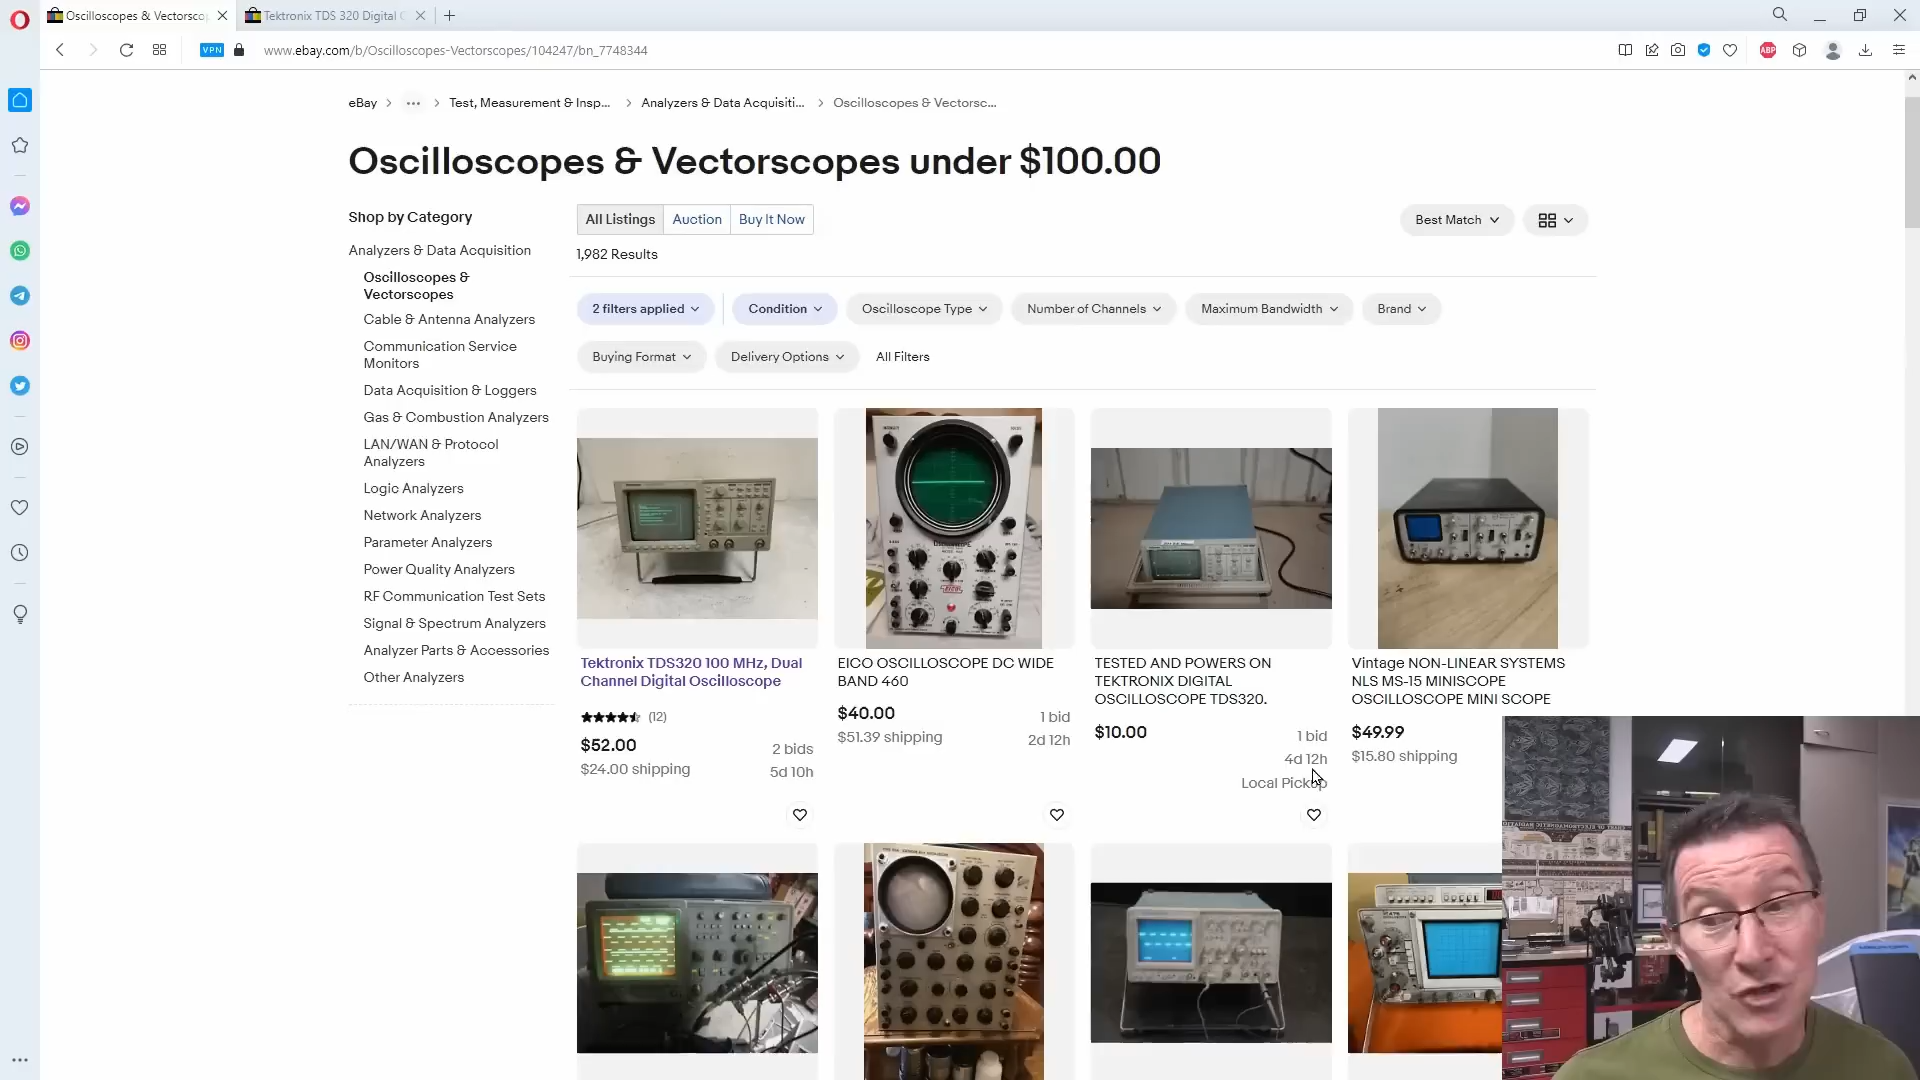 Oscilloscopes & Vectorsco
Tektronix TDS 320 Digital
VPN
www.ebay.com/b/Oscilloscopes-Vectorscopes/104247/bn_7748344
ABP
eBay > ... > Test, Measurement & Insp... > Analyzers & Data Acquisiti... > Oscilloscopes & Vectorsc...
Oscilloscopes & Vectorscopes under $100.00
Shop by Category
Analyzers & Data Acquisition
Oscilloscopes &
Vectorscopes
Cable & Antenna Analyzers
Communication Service
Monitors
Data Acquisition & Loggers
Gas & Combustion Analyzers
LAN/WAN & Protocol
Analyzers
Logic Analyzers
Network Analyzers
Parameter Analyzers
Power Quality Analyzers
RF Communication Test Sets
Signal & Spectrum Analyzers
Analyzer Parts & Accessories
Other Analyzers
All Listings Auction Buy It Now
Best Match
1,982 Results
2 filters applied Condition Oscilloscope Type Number of Channels Maximum Bandwidth Brand
Buying Format Delivery Options All Filters
Tektronix TDS320 100 MHz, Dual
Channel Digital Oscilloscope
(12)
$52.00
2 bids
$24.00 shipping
5d 10h
EICO OSCILLOSCOPE DC WIDE
BAND 460
$40.00
1 bid
$51.39 shipping
2d 12h
TESTED AND POWERS ON
TEKTRONIX DIGITAL
OSCILLOSCOPE TDS320.
$10.00
1 bid
4d 12h
Local Pickup
Vintage NON-LINEAR SYSTEMS
NLS MS-15 MINISCOPE
OSCILLOSCOPE MINI SCOPE
$49.99
$15.80 shipping